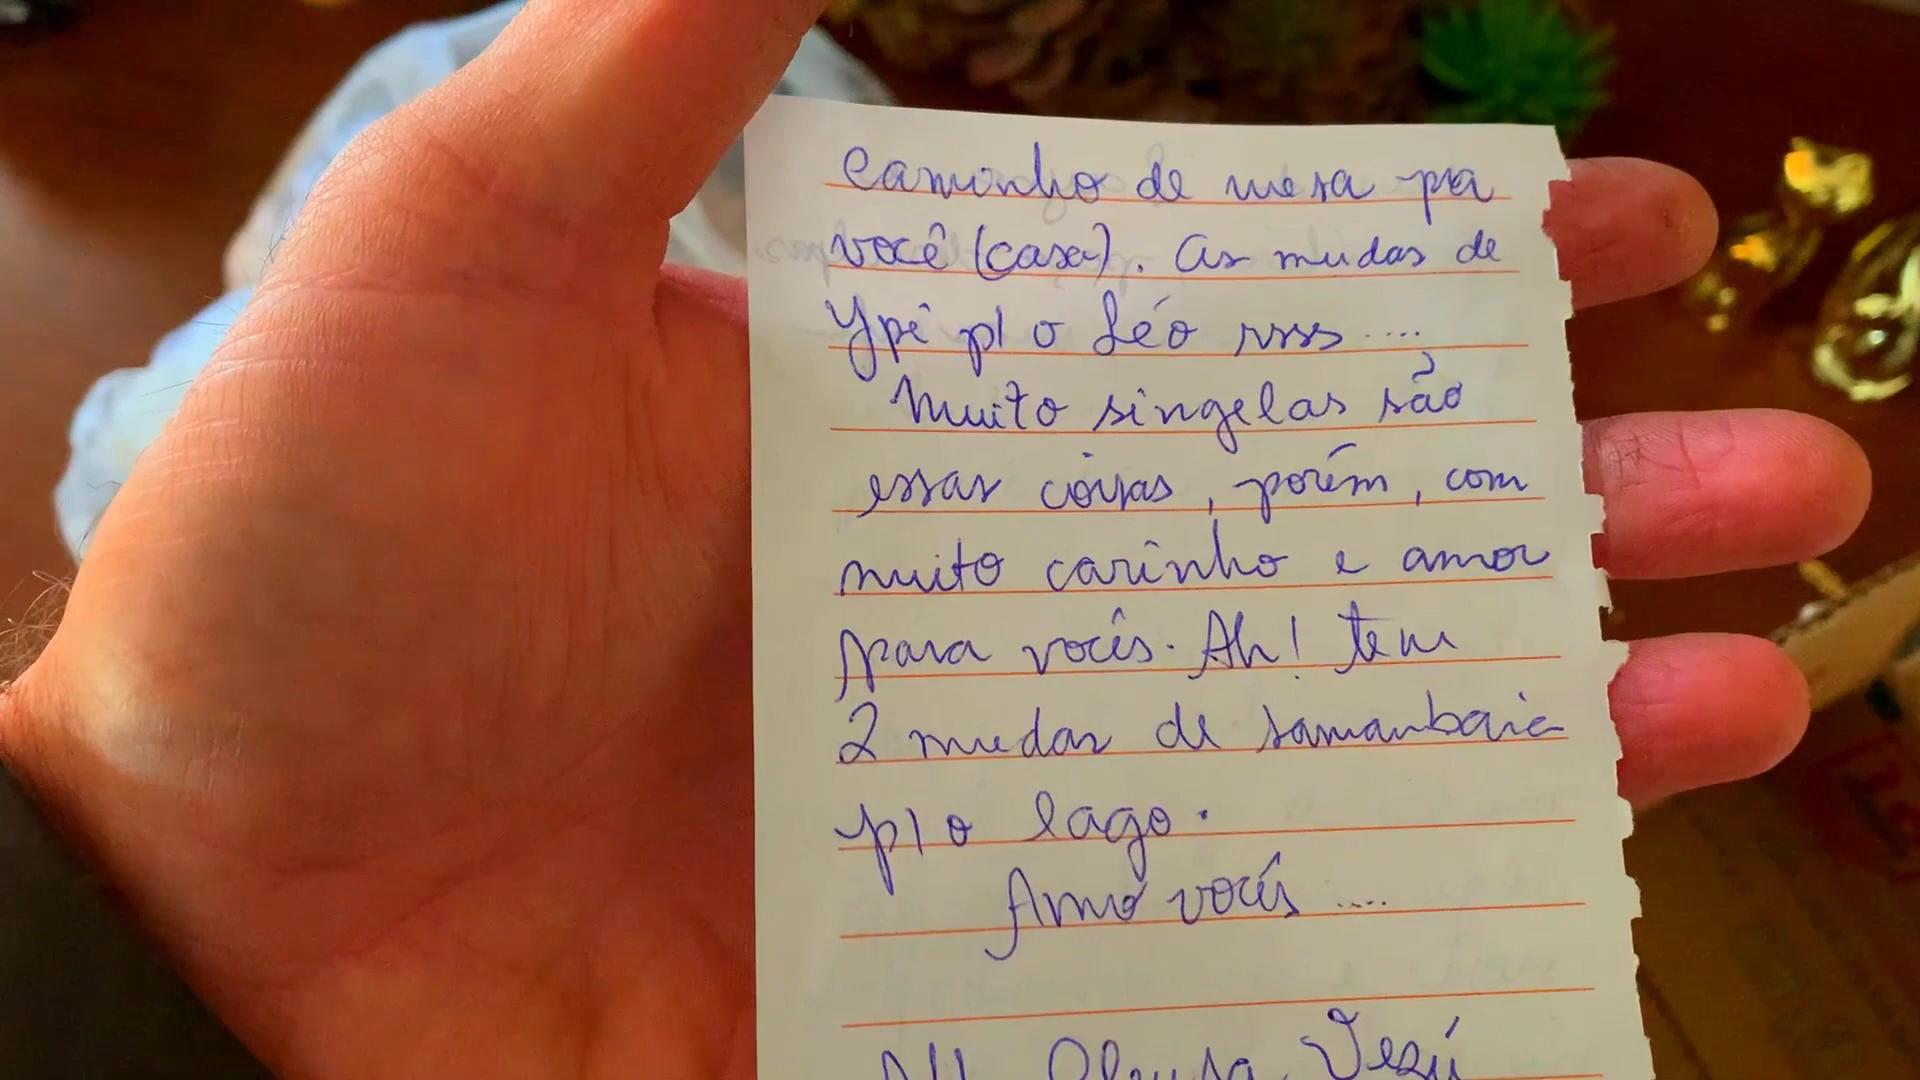 Caminho de mesa pra
você (casa). As mudas de
Ypê p/ o Léo rsss ....
Muito singelas são
essas coisas, porém, com
muito carinho e amor
para vocês. Ah! tem
2 mudas de samambaia
p/ o lago.
Amo vocês ....
Jesú